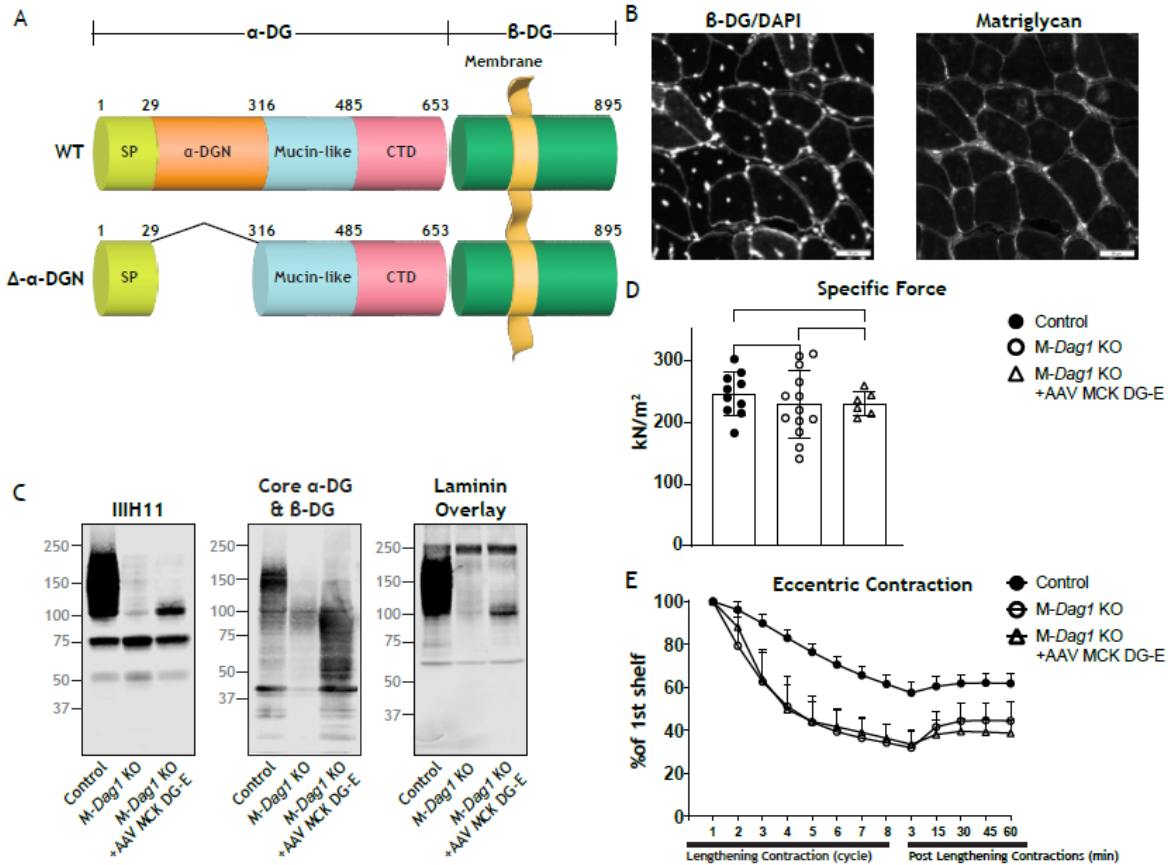 A
α-DG
β-DG
Membrane
1 29 316 485 653 895
WT
SP α-DGN Mucin-like CTD
1 29 316 485 653 895
Δ-α-DGN
SP Mucin-like CTD
B
β-DG/DAPI
Matriglycan
C
IIIH11
250
150
100
75
50
37
Control
M-Dag1 KO
M-Dag1 KO
+AAV MCK DG-E
Core α-DG
& β-DG
250
150
100
75
50
37
Control
M-Dag1 KO
M-Dag1 KO
+AAV MCK DG-E
Laminin
Overlay
250
150
100
75
50
37
Control
M-Dag1 KO
M-Dag1 KO
+AAV MCK DG-E
D
Specific Force
kN/m²
300
200
100
0
Control
M-Dag1 KO
M-Dag1 KO
+AAV MCK DG-E
E
Eccentric Contraction
%of 1st shelf
100
80
60
40
20
0
1 2 3 4 5 6 7 8 3 15 30 45 60
Lengthening Contraction (cycle)
Post Lengthening Contractions (min)
Control
M-Dag1 KO
M-Dag1 KO
+AAV MCK DG-E